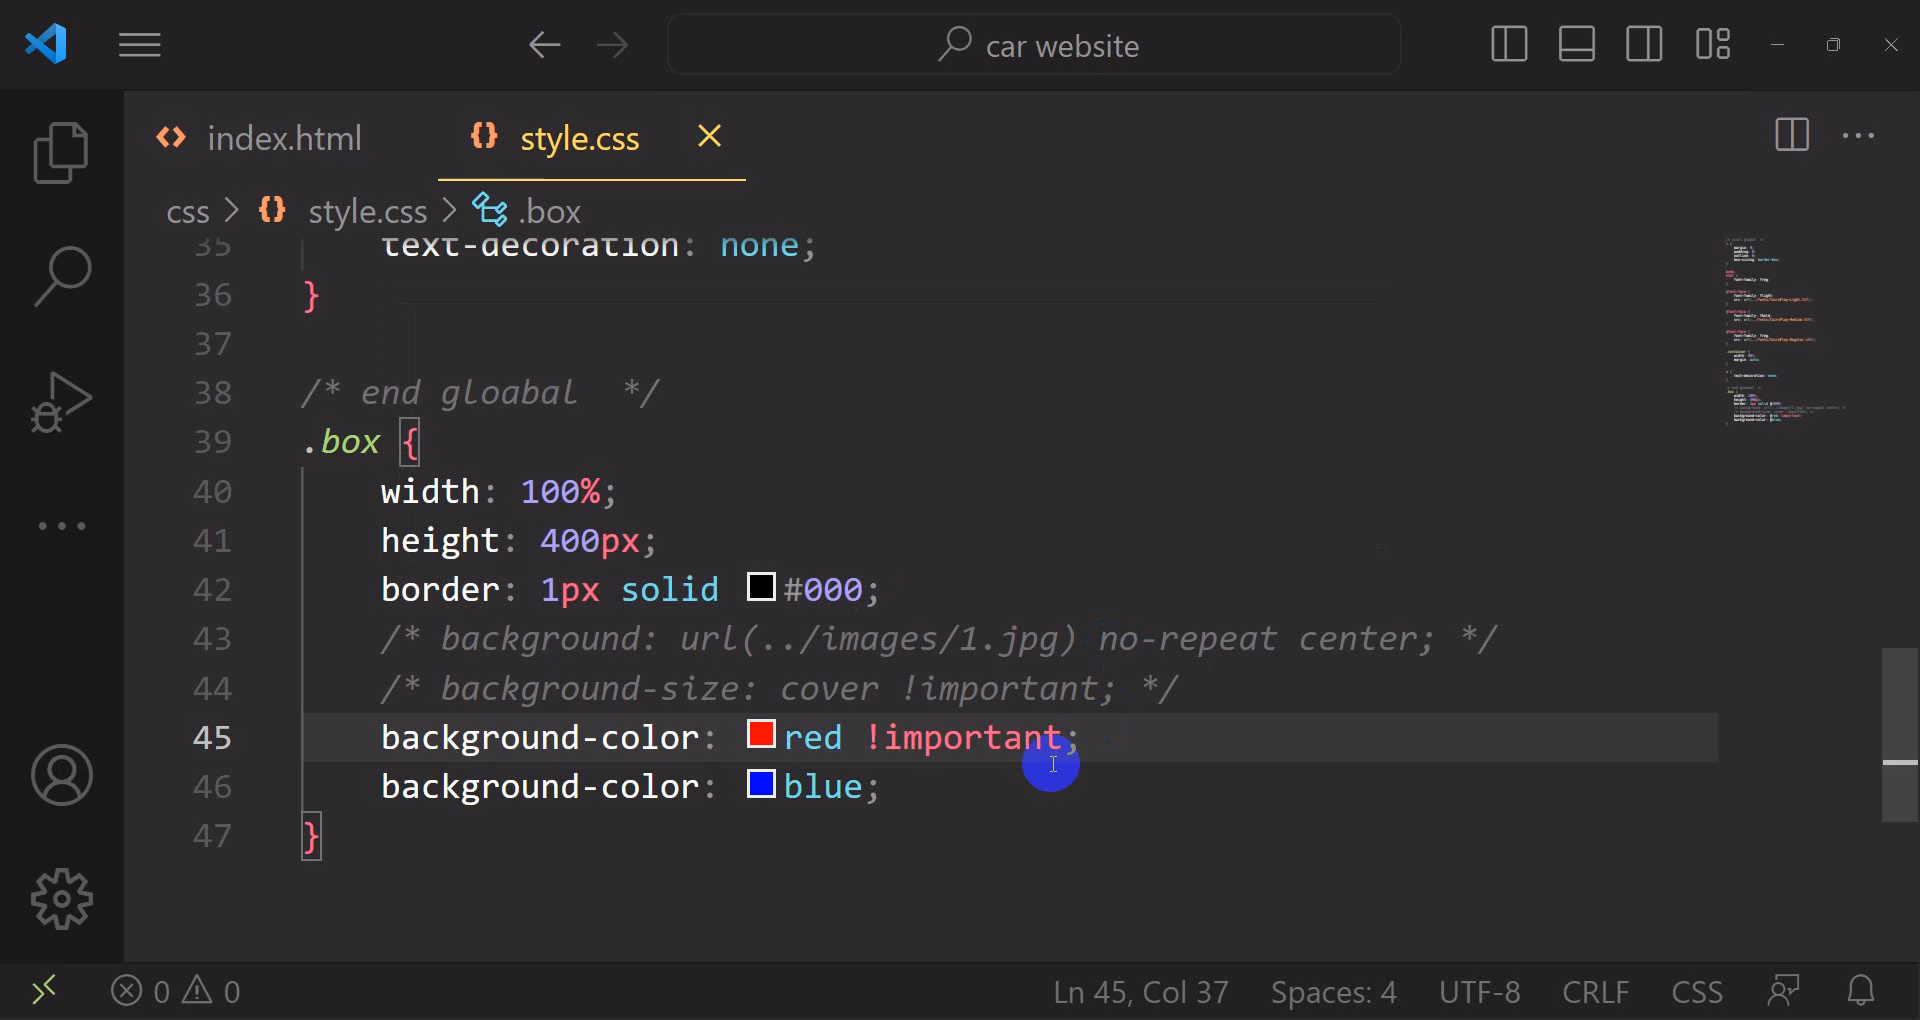 car website
index.html
style.css
css > {} style.css > .box
35 text-decoration: none;
36 }
37
38 /* end gloabal */
39 .box {
40 width: 100%;
41 height: 400px;
42 border: 1px solid #000;
43 /* background: url(../images/1.jpg) no-repeat center; */
44 /* background-size: cover !important; */
45 background-color: red !important;
46 background-color: blue;
47 }
0 0 Ln 45, Col 37 Spaces: 4 UTF-8 CRLF CSS